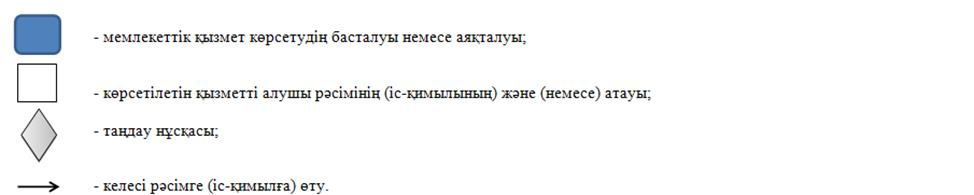 - мемлекеттік қызмет көрсетудің басталуы немесе аяқталуы;
- көрсетілетін қызметті алушы рәсімінің (іс-қимылының) және (немесе) атауы;
- таңдау нұсқасы;
- келесі рәсімге (іс-қимылға) өту.